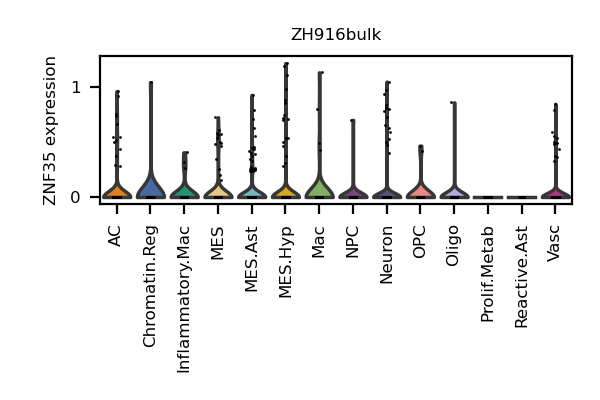 ZH916bulk
ZNF35 expression
1
0
AC
Chromatin.Reg
Inflammatory.Mac
MES
MES.Ast
MES.Hyp
Mac
NPC
Neuron
OPC
Oligo
Prolif.Metab
Reactive.Ast
Vasc